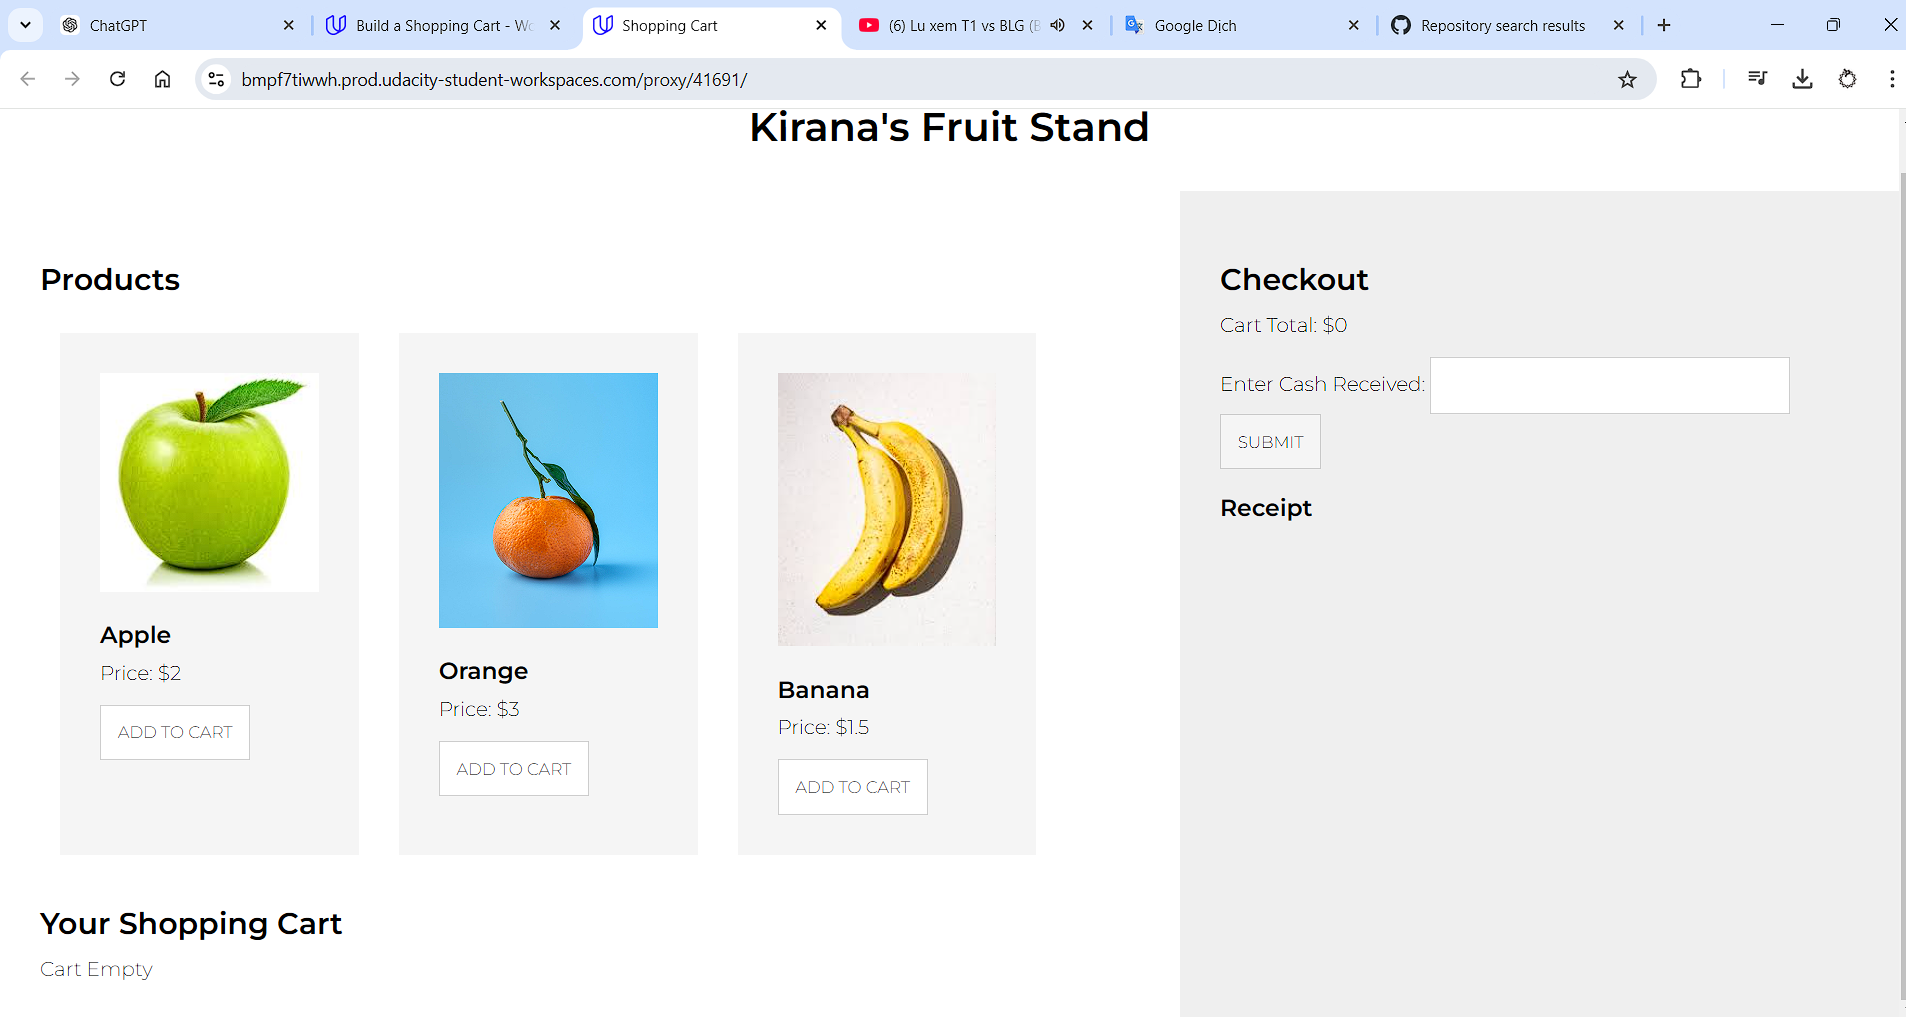 ChatGPT
Build a Shopping Cart - Wo
Shopping Cart
(6) Lu xem T1 vs BLG (B
Google Dịch
Repository search results
bmpf7tiwwh.prod.udacity-student-workspaces.com/proxy/41691/
Kirana's Fruit Stand
Products
Apple
Price: $2
ADD TO CART
Orange
Price: $3
ADD TO CART
Banana
Price: $1.5
ADD TO CART
Your Shopping Cart
Cart Empty
Checkout
Cart Total: $0
Enter Cash Received:
SUBMIT
Receipt